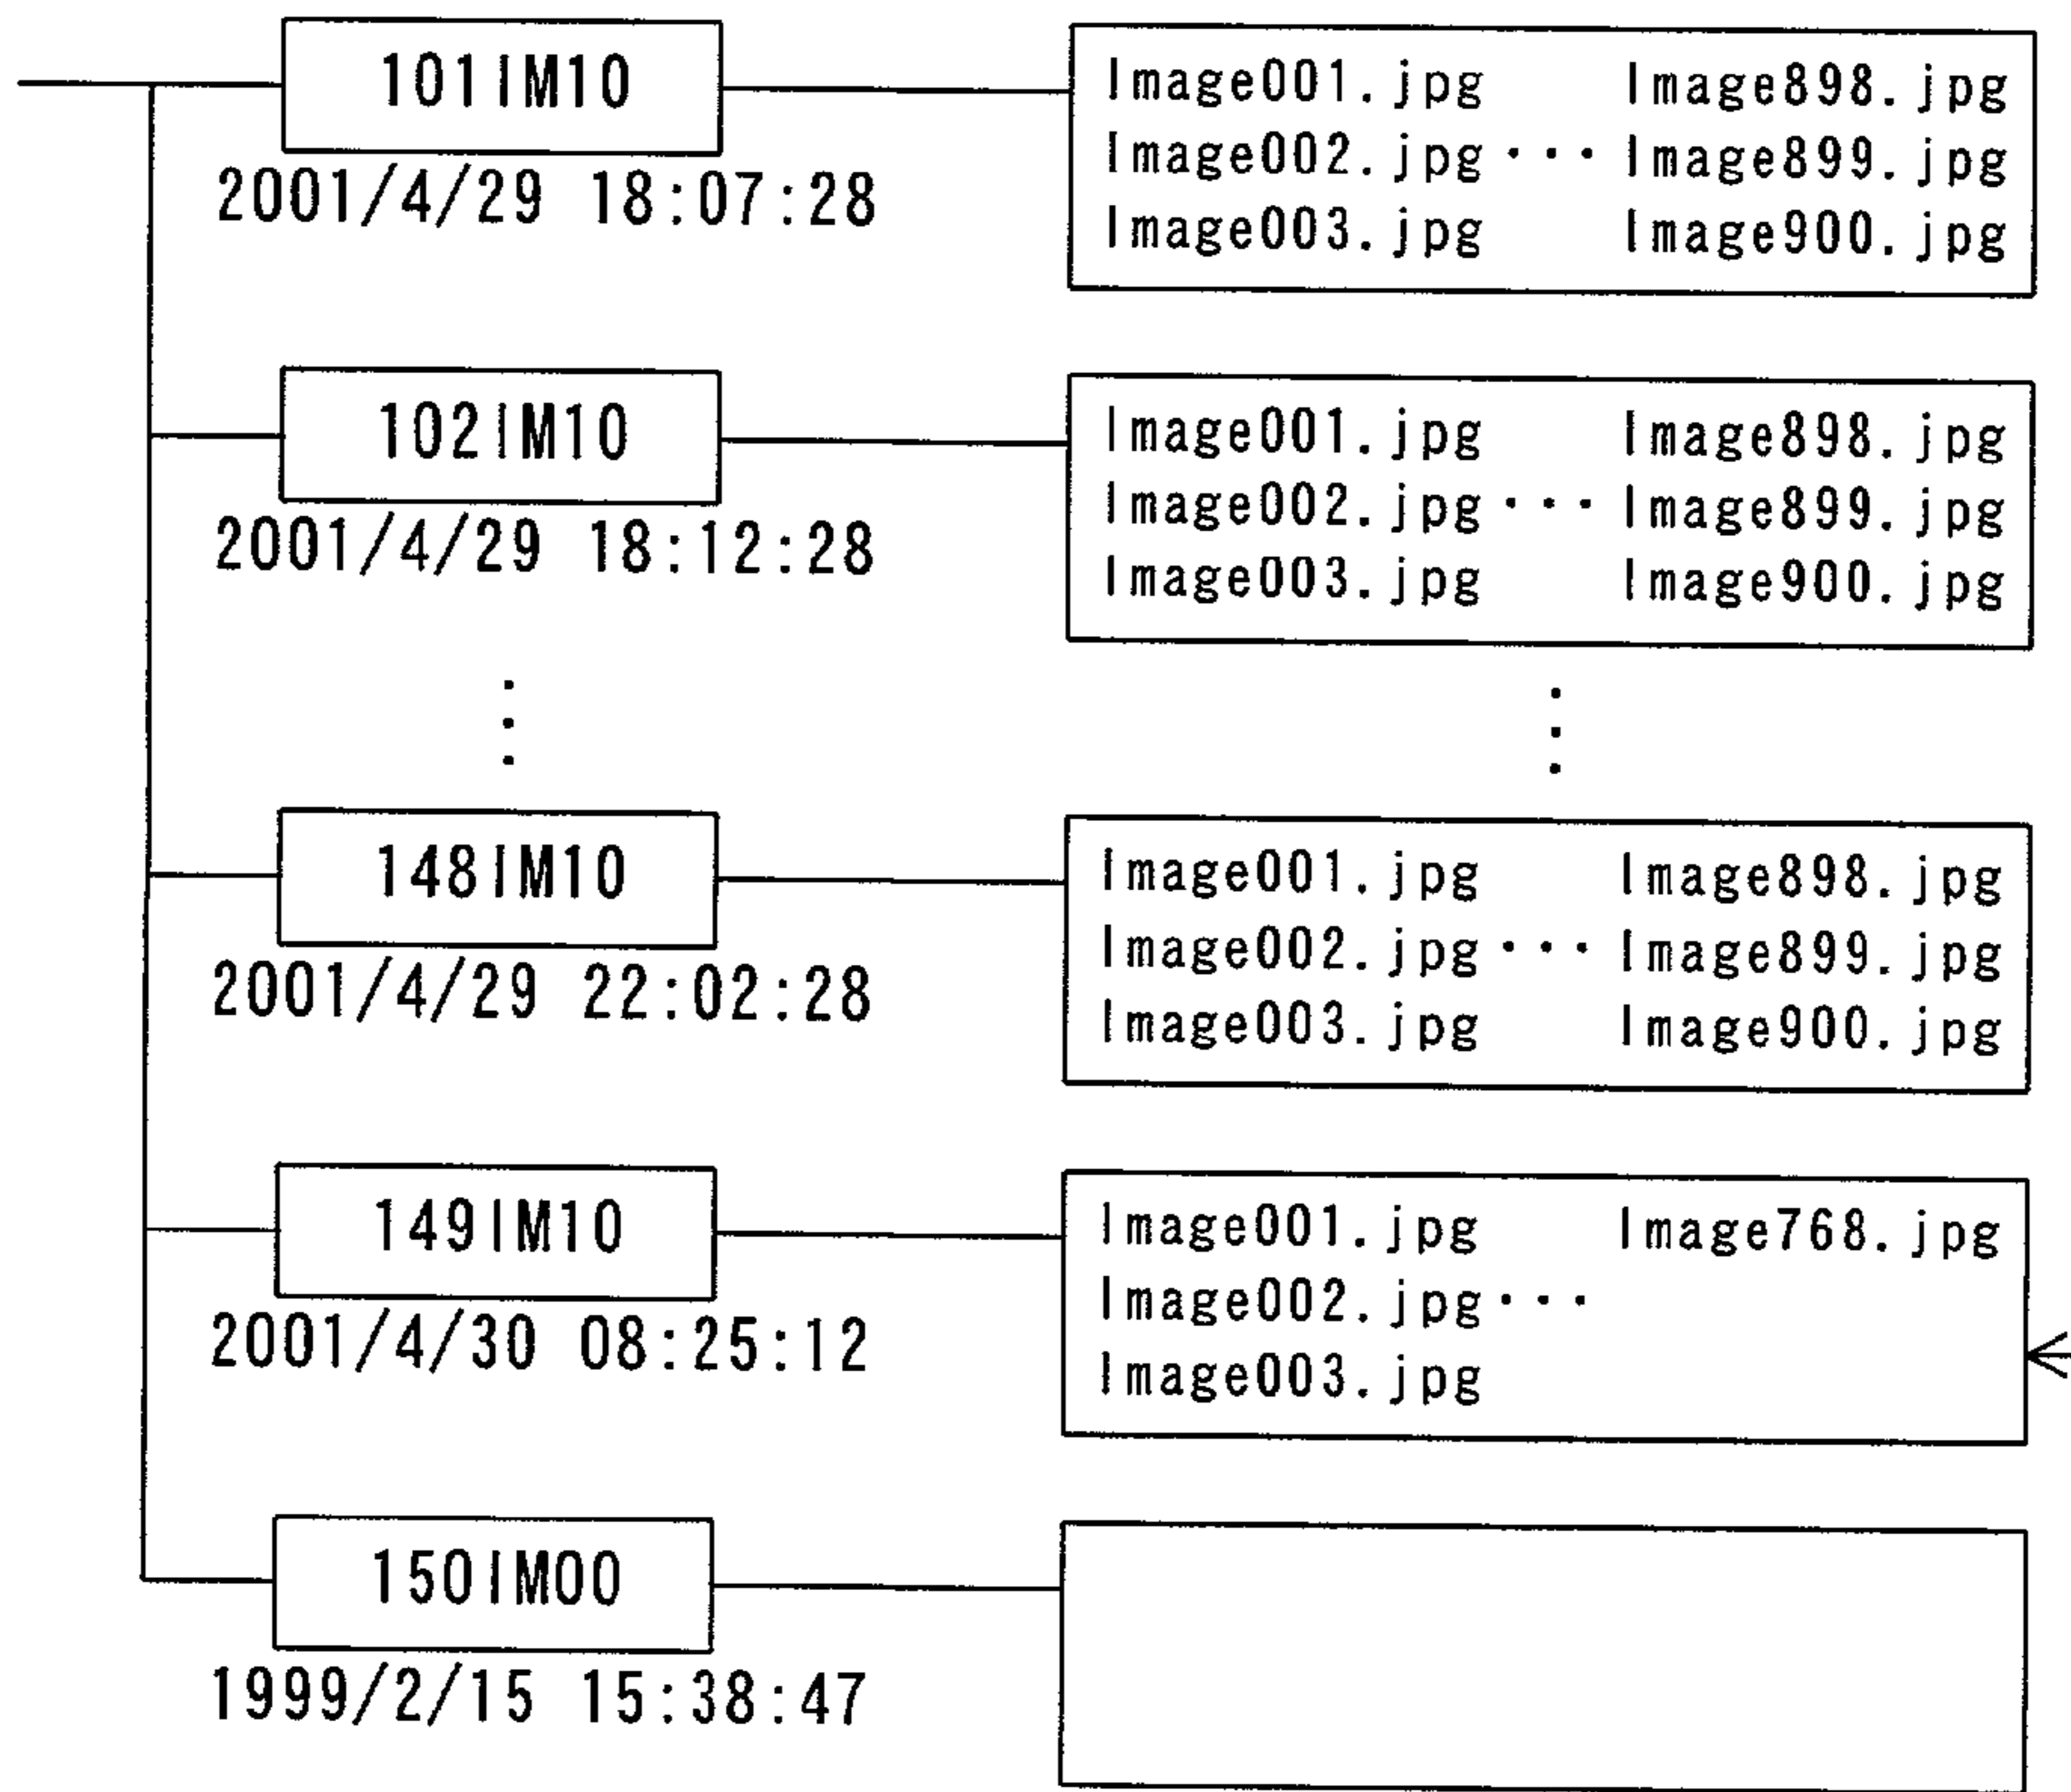 101IM10
2001/4/29 18:07:28
Image001.jpg Image898.jpg
Image002.jpg ･･･ Image899.jpg
Image003.jpg Image900.jpg
102IM10
2001/4/29 18:12:28
Image001.jpg Image898.jpg
Image002.jpg ･･･ Image899.jpg
Image003.jpg Image900.jpg
148IM10
2001/4/29 22:02:28
Image001.jpg Image898.jpg
Image002.jpg ･･･ Image899.jpg
Image003.jpg Image900.jpg
149IM10
2001/4/30 08:25:12
Image001.jpg Image768.jpg
Image002.jpg ･･･
Image003.jpg
150IM00
1999/2/15 15:38:47